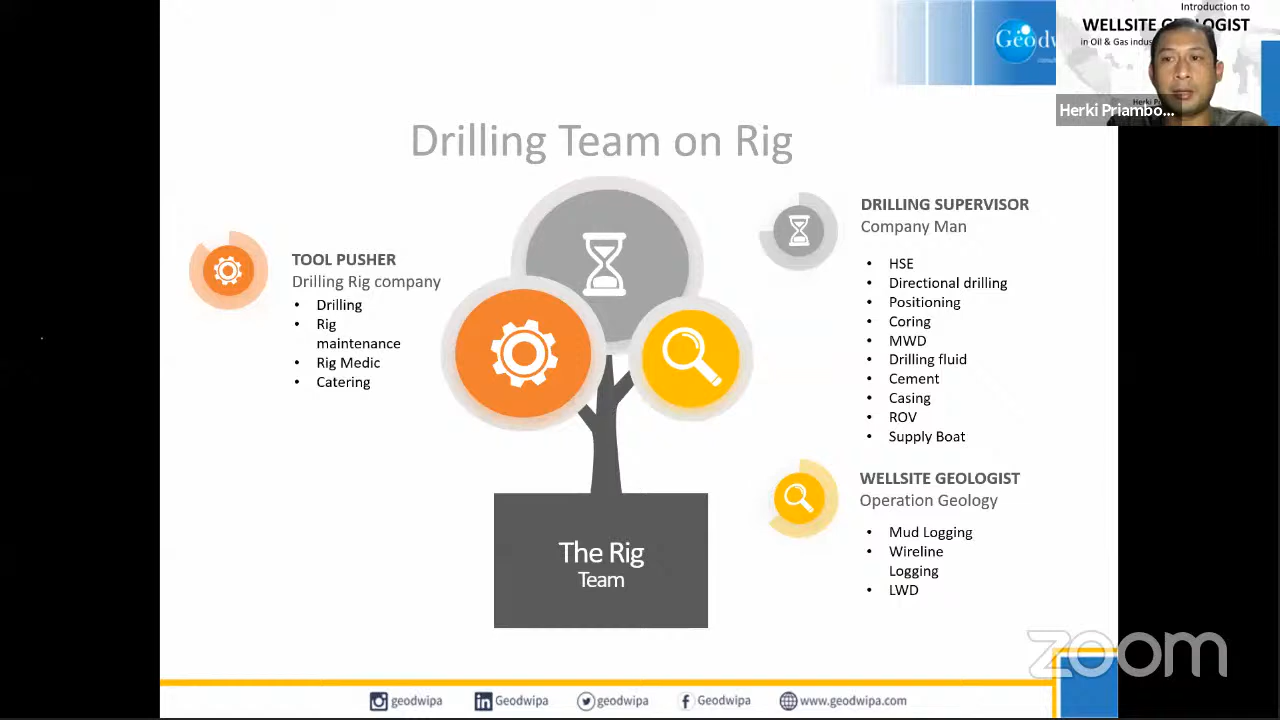 Introduction to
WELLSITE GEOLOGIST
in Oil & Gas
Herki Priambo...
Drilling Team on Rig
TOOL PUSHER
Drilling Rig company
• Drilling
• Rig
maintenance
• Rig Medic
• Catering
DRILLING SUPERVISOR
Company Man
• HSE
• Directional drilling
• Positioning
• Coring
• MWD
• Drilling fluid
• Cement
• Casing
• ROV
• Supply Boat
WELLSITE GEOLOGIST
Operation Geology
• Mud Logging
• Wireline
Logging
• LWD
The Rig
Team
zoom
geodwipa
Geodwipa
geodwipa
Geodwipa
www.geodwipa.com